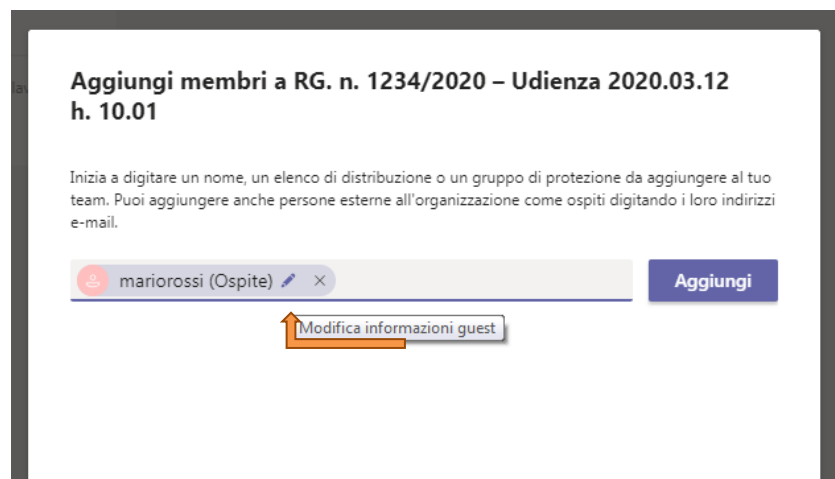 Aggiungi membri a RG. n. 1234/2020 – Udienza 2020.03.12
h. 10.01
Inizia a digitare un nome, un elenco di distribuzione o un gruppo di protezione da aggiungere al tuo
team. Puoi aggiungere anche persone esterne all'organizzazione come ospiti digitando i loro indirizzi
e-mail.
mariorossi (Ospite)
Aggiungi
Modifica informazioni guest